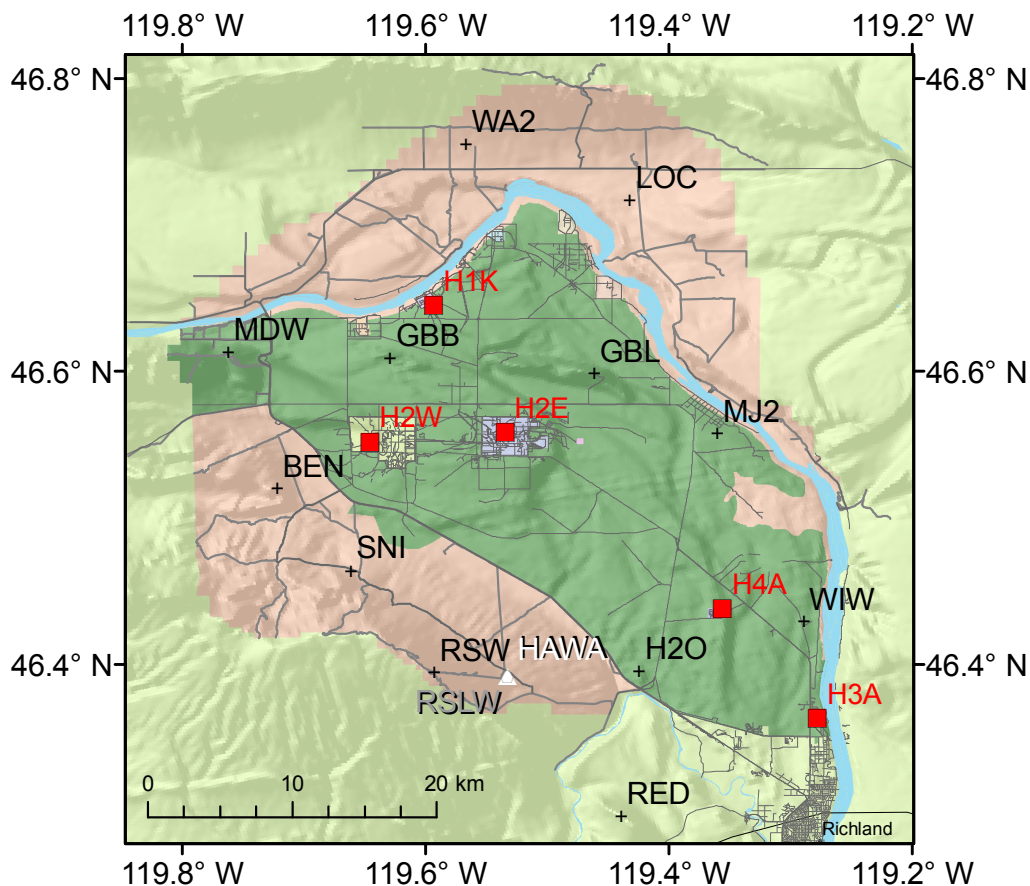 119.8° W 119.6° W 119.4° W 119.2° W
46.8° N 46.8° N
WA2
LOC
H1K
MDW GBB
GBL
46.6° N 46.6° N
H2W H2E MJ2
BEN
SNI
H4A
WIW
46.4° N RSW HAWA H2O 46.4° N
RSLW H3A
0 10 20 km
RED
Richland
119.8° W 119.6° W 119.4° W 119.2° W